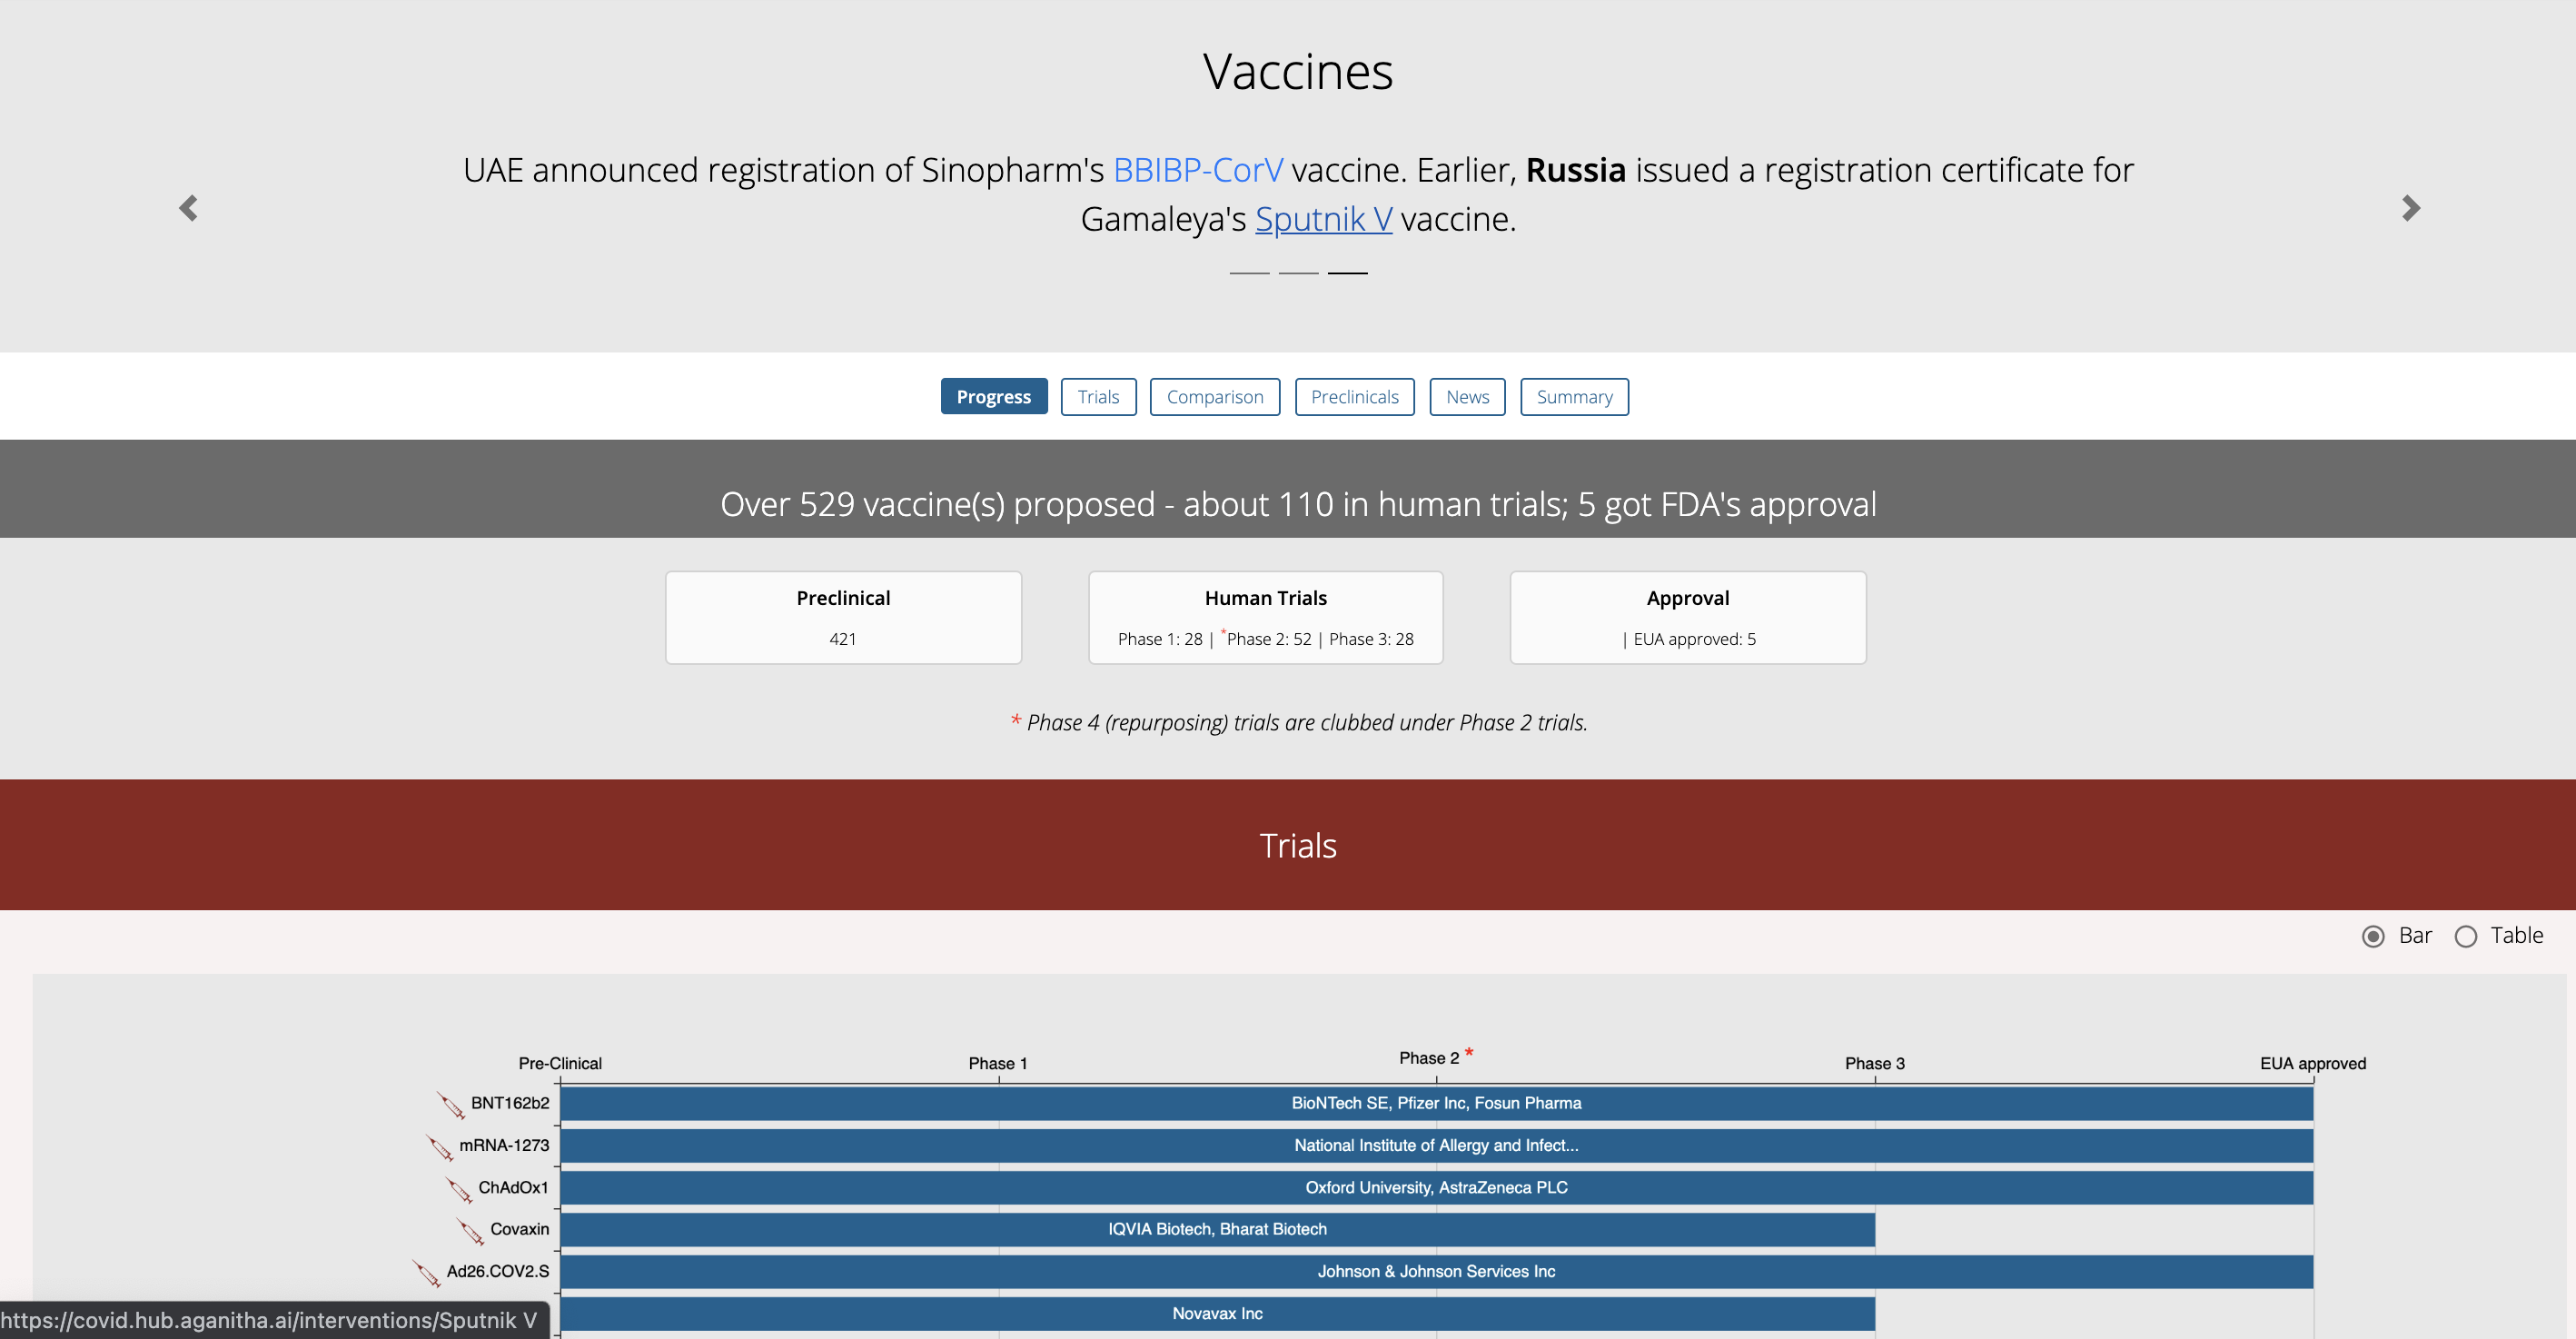 Vaccines
UAE announced registration of Sinopharm's BBIBP-CorV vaccine. Earlier, Russia issued a registration certificate for
Gamaleya's Sputnik V vaccine.
Progress Trials Comparison Preclinicals News Summary
Over 529 vaccine(s) proposed - about 110 in human trials; 5 got FDA's approval
Preclinical Human Trials Approval
421 Phase 1: 28 | *Phase 2: 52 | Phase 3: 28 | EUA approved: 5
* Phase 4 (repurposing) trials are clubbed under Phase 2 trials.
Trials
Bar Table
Pre-Clinical Phase 1 Phase 2 * Phase 3 EUA approved
BNT162b2 BioNTech SE, Pfizer Inc, Fosun Pharma
mRNA-1273 National Institute of Allergy and Infect...
ChAdOx1 Oxford University, AstraZeneca PLC
Covaxin IQVIA Biotech, Bharat Biotech
Ad26.COV2.S Johnson & Johnson Services Inc
Novavax Inc
https://covid.hub.aganitha.ai/interventions/Sputnik V